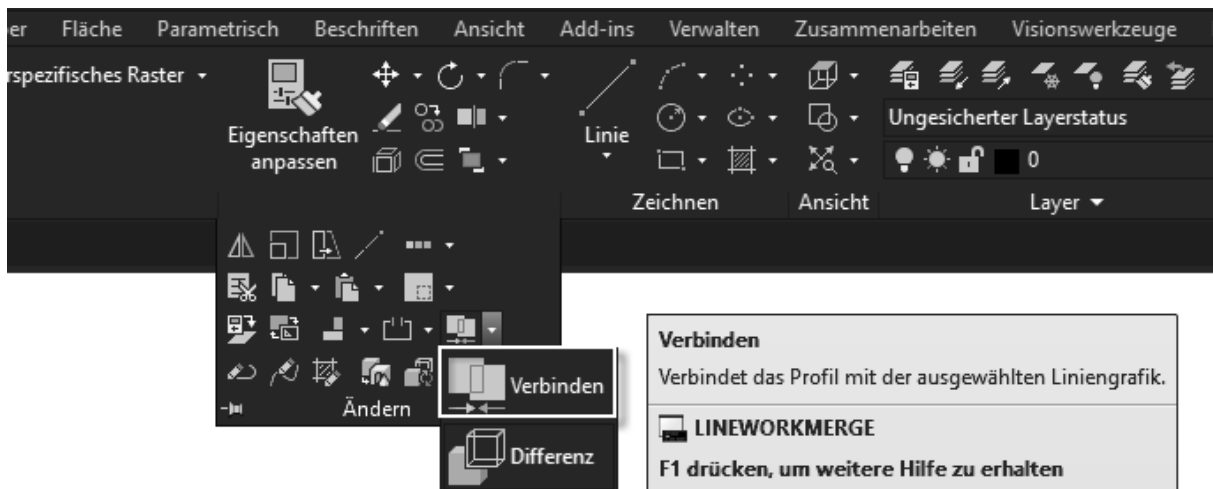 er Fläche Parametrisch Beschriften Ansicht Add-ins Verwalten Zusammenarbeiten Visionswerkzeuge
rspezifisches Raster
Eigenschaften
anpassen
Linie
Ungesicherter Layerstatus
0
Zeichnen Ansicht Layer
Ändern
Verbinden
Differenz
Verbinden
Verbindet das Profil mit der ausgewählten Liniengrafik.
LINEWORKMERGE
F1 drücken, um weitere Hilfe zu erhalten